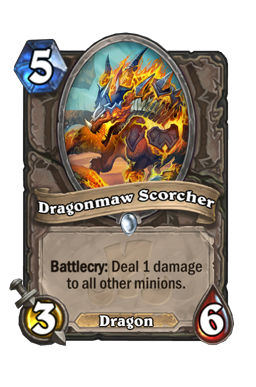 5
Dragonmaw Scorcher
Battlecry: Deal 1 damage
to all other minions.
3
Dragon
6